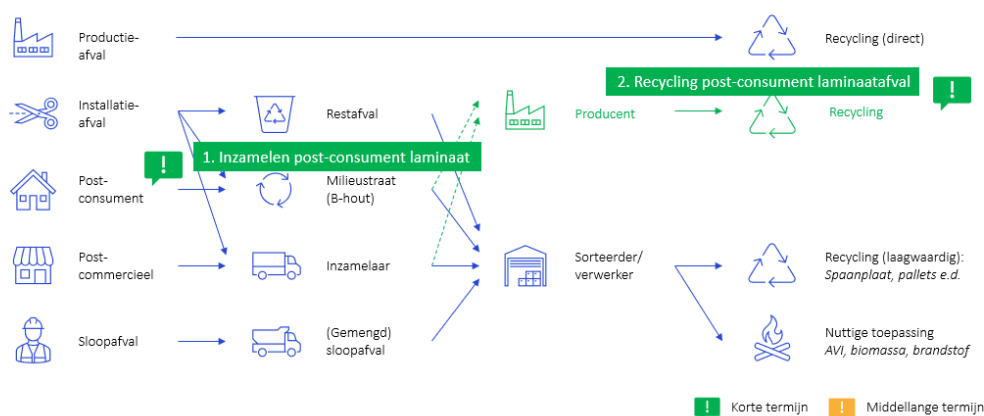 Productie-
afval
Recycling (direct)
2. Recycling post-consument laminaatafval
!
Installatie-
afval
Restafval
Producent
Recycling
!
1. Inzamelen post-consument laminaat
Post-
consument
Milieustraat
(B-hout)
Post-
commercieel
Inzamelaar
Sorteerder/
verwerker
Recycling (laagwaardig):
Spaanplaat, pallets e.d.
Sloopafval
(Gemengd)
sloopafval
Nuttige toepassing
AVI, biomassa, brandstof
! Korte termijn ! Middellange termijn